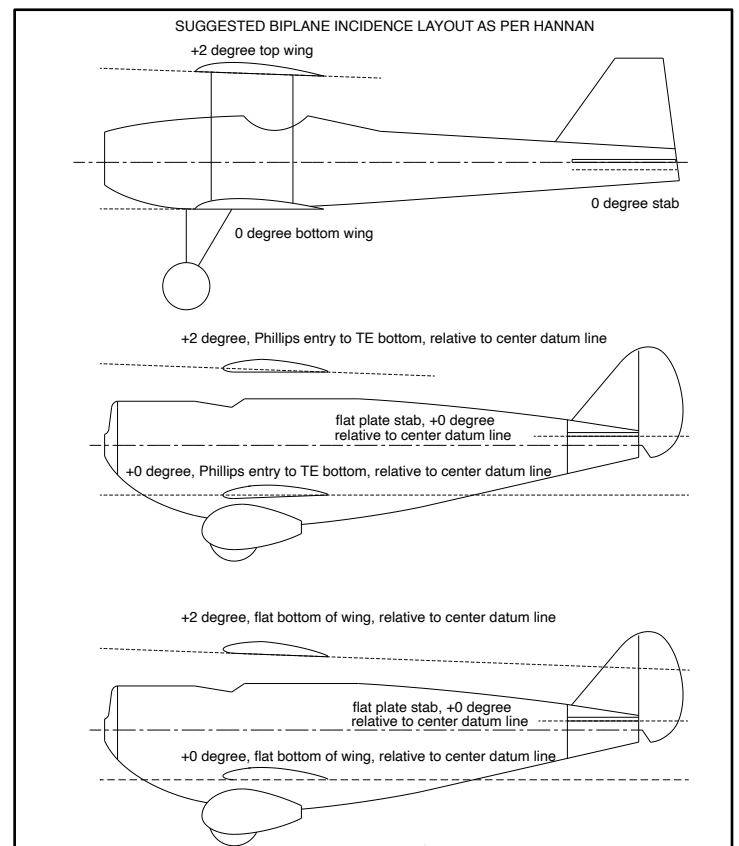 SUGGESTED BIPLANE INCIDENCE LAYOUT AS PER HANNAN
+2 degree top wing
0 degree stab
0 degree bottom wing
+2 degree, Phillips entry to TE bottom, relative to center datum line
flat plate stab, +0 degree
relative to center datum line
+0 degree, Phillips entry to TE bottom, relative to center datum line
+2 degree, flat bottom of wing, relative to center datum line
flat plate stab, +0 degree
relative to center datum line
+0 degree, flat bottom of wing, relative to center datum line